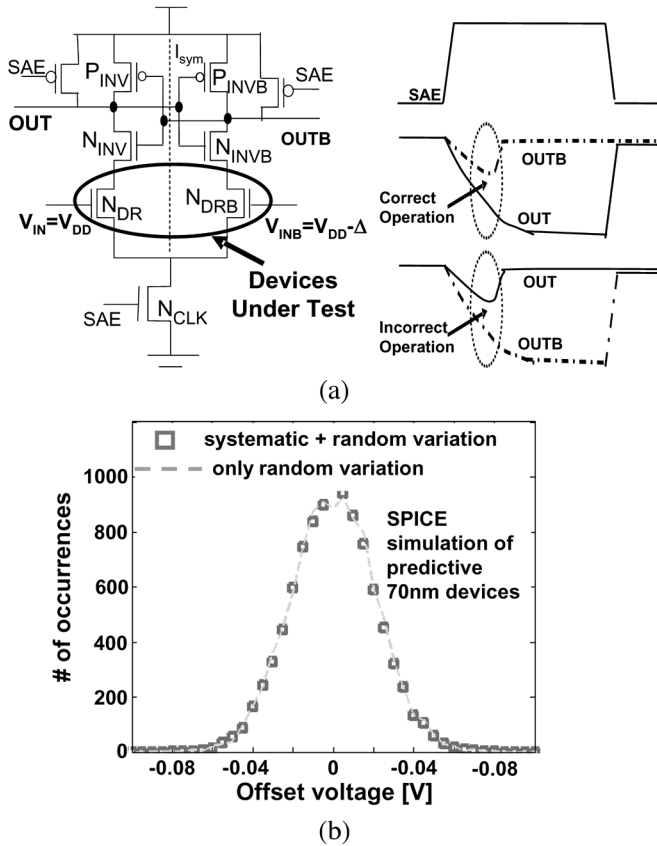 I_sym
SAE
P_INV
P_INVB
SAE
OUT
OUTB
N_INV
N_INVB
N_DR
N_DRB
V_IN=V_DD
V_INB=V_DD-Δ
Devices
Under Test
SAE
N_CLK
SAE
OUTB
Correct
Operation
OUT
OUT
Incorrect
Operation
OUTB
(a)
systematic + random variation
only random variation
SPICE
simulation of
predictive
70nm devices
# of occurrences
1000
800
600
400
200
0
-0.08 -0.04 0 -0.04 -0.08
Offset voltage [V]
(b)